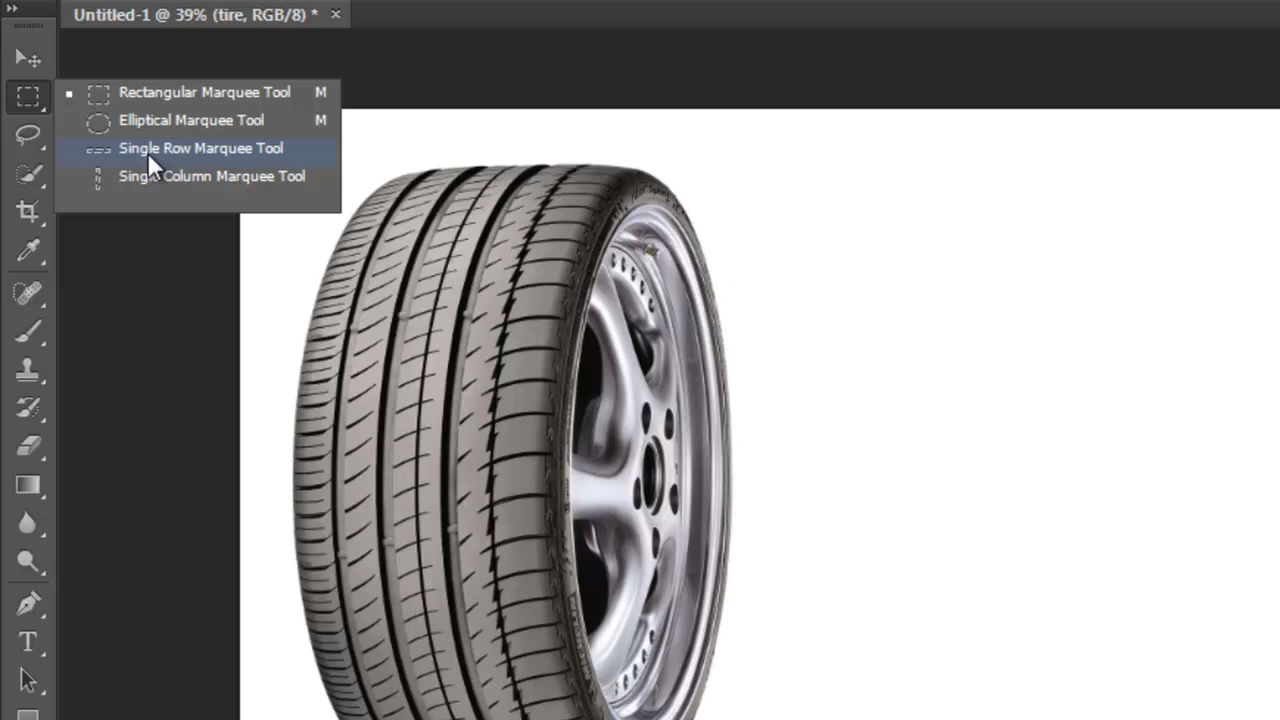 Untitled-1 @ 39% (tire, RGB/8) *
Rectangular Marquee Tool M
Elliptical Marquee Tool M
Single Row Marquee Tool
Column Marquee Tool
T